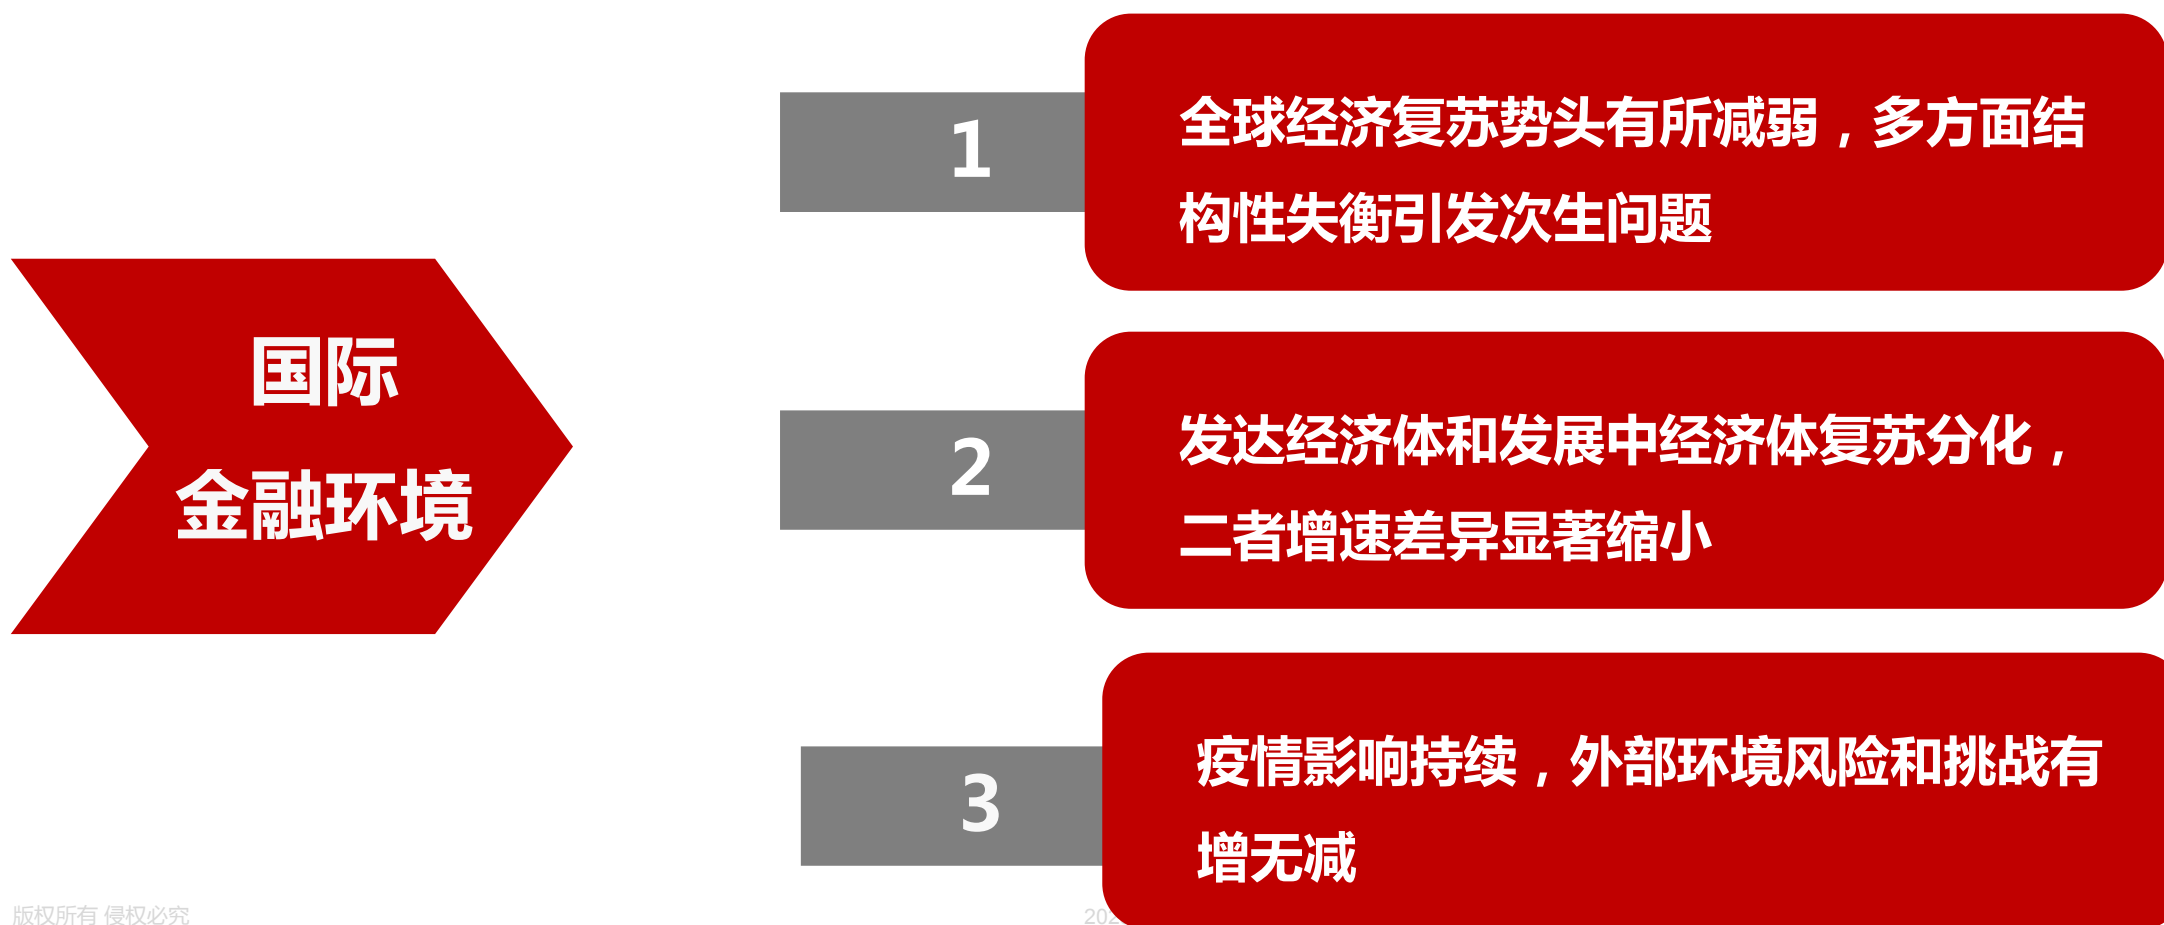 国际
金融环境
1
全球经济复苏势头有所减弱，多方面结
构性失衡引发次生问题
2
发达经济体和发展中经济体复苏分化，
二者增速差异显著缩小
3
疫情影响持续，外部环境风险和挑战有
增无减
版权所有 侵权必究